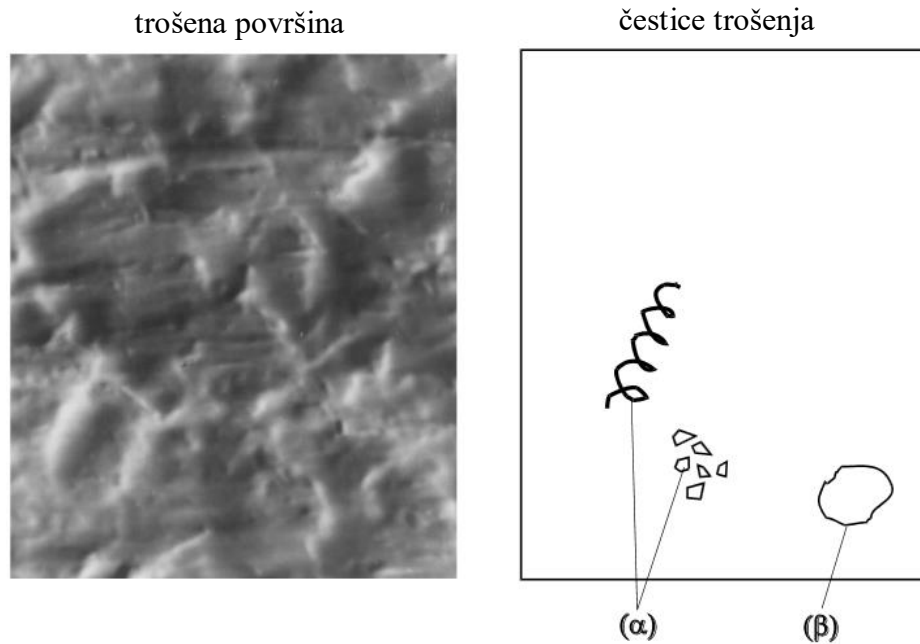 trošena površina
čestice trošenja
(α)
(β)